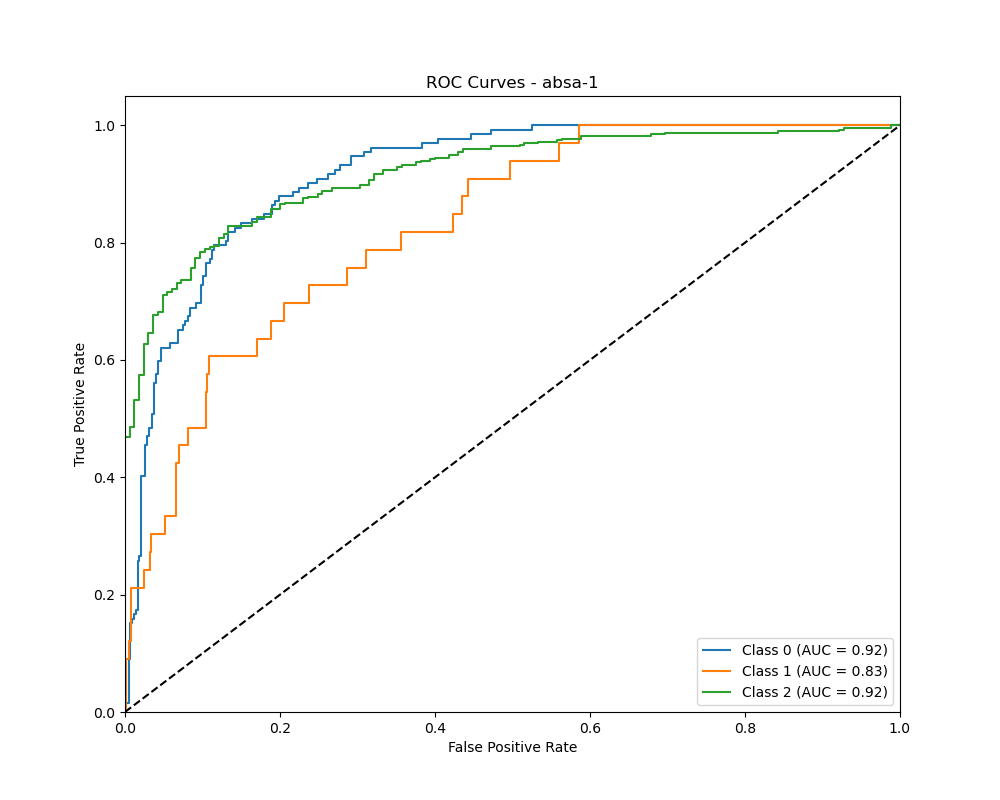 ROC Curves - absa-1
True Positive Rate
1.0
0.8
0.6
0.4
0.2
0.0
0.0 0.2 0.4 0.6 0.8 1.0
False Positive Rate
Class 0 (AUC = 0.92)
Class 1 (AUC = 0.83)
Class 2 (AUC = 0.92)